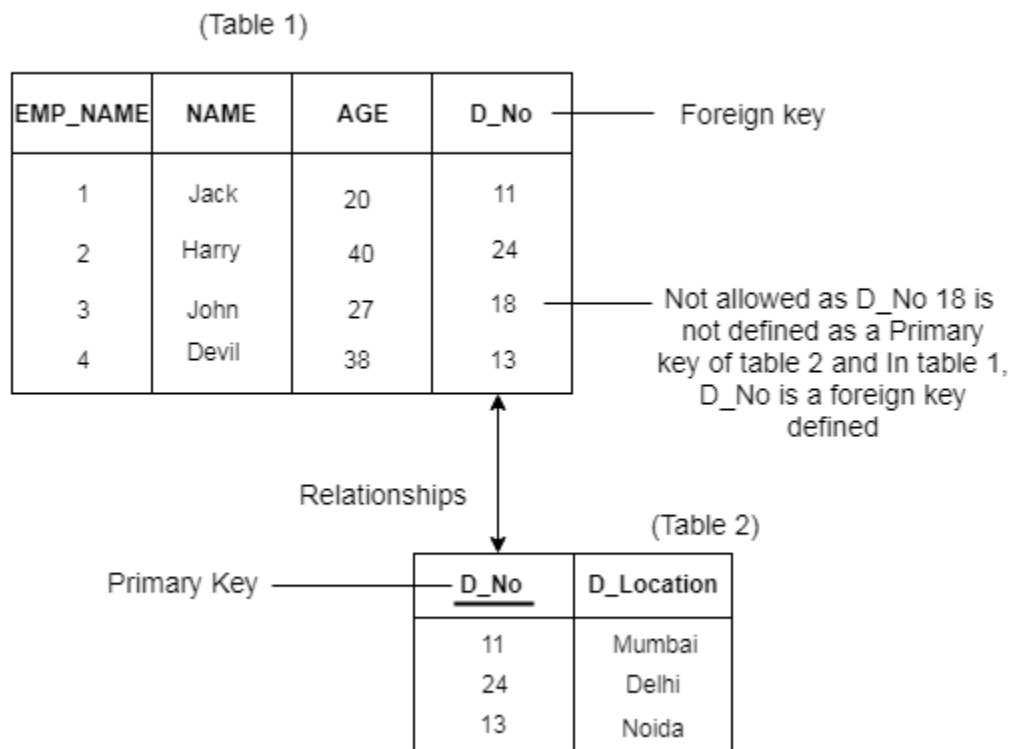 (Table 1)
EMP_NAME NAME AGE D_No Foreign key
1 Jack 20 11
2 Harry 40 24
3 John 27 18
4 Devil 38 13
Not allowed as D_No 18 is
not defined as a Primary
key of table 2 and In table 1,
D_No is a foreign key
defined
Relationships
(Table 2)
Primary Key D_No D_Location
11 Mumbai
24 Delhi
13 Noida